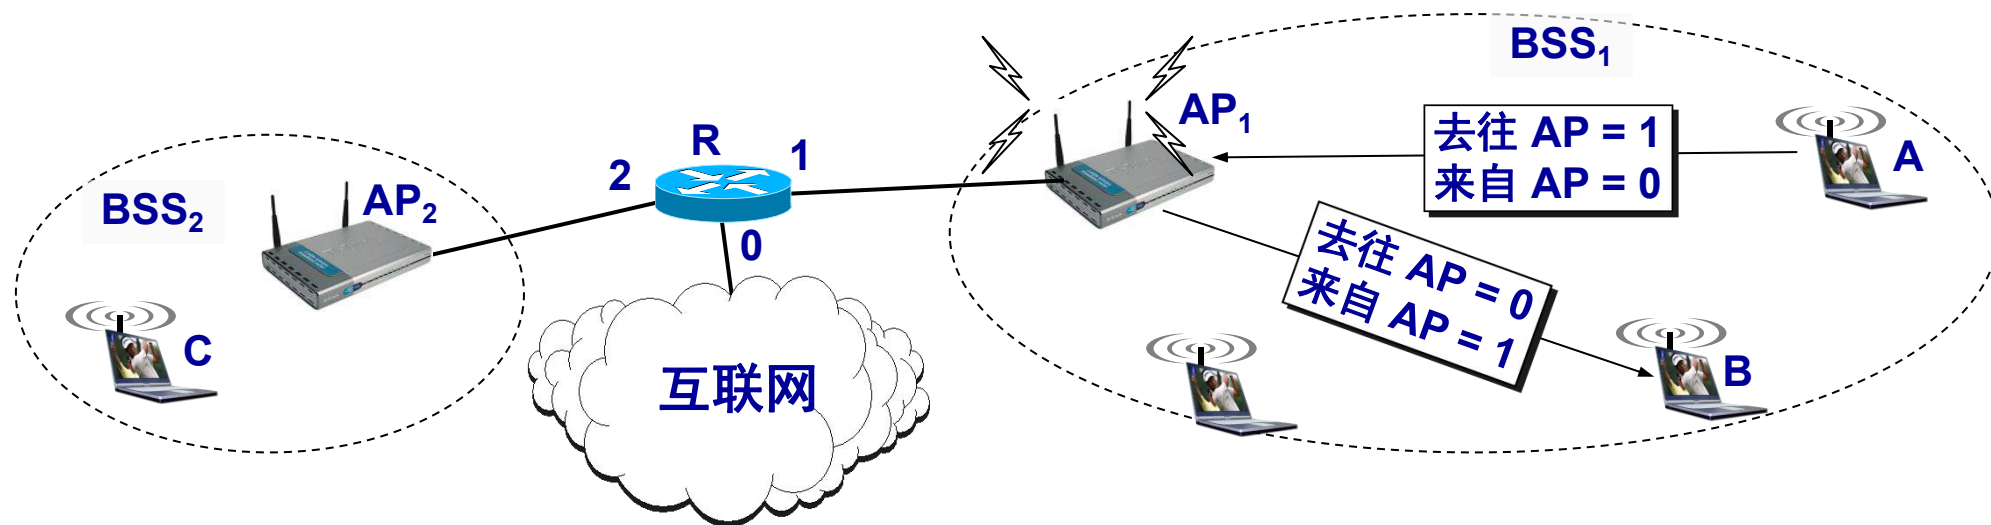 BSS₁
AP₁
去往 AP = 1
来自 AP = 0
A
R
1
2
0
BSS₂
AP₂
去往 AP = 0
来自 AP = 1
C
B
互联网